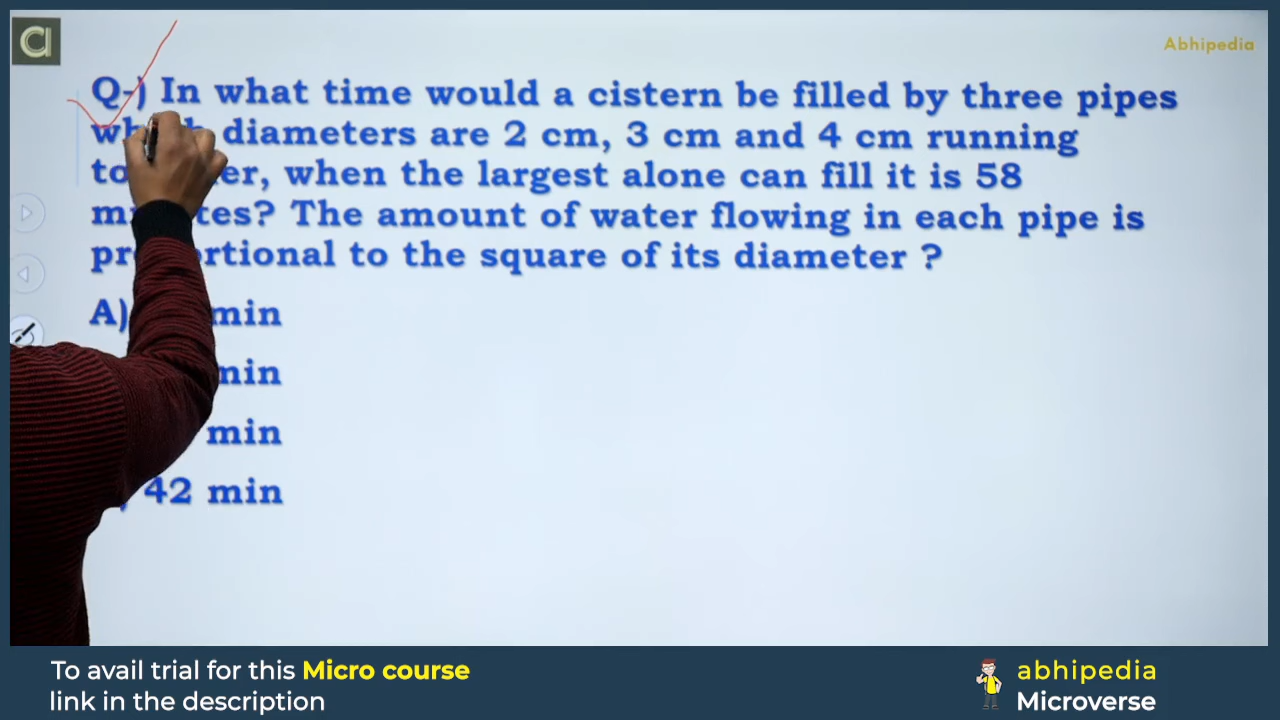 a
Abhipedia
Q-) In what time would a cistern be filled by three pipes
diameters are 2 cm, 3 cm and 4 cm running
when the largest alone can fill it is 58
The amount of water flowing in each pipe is
to the square of its diameter ?
A) min
min
min
42 min
To avail trial for this Micro course
link in the description
abhipedia
Microverse